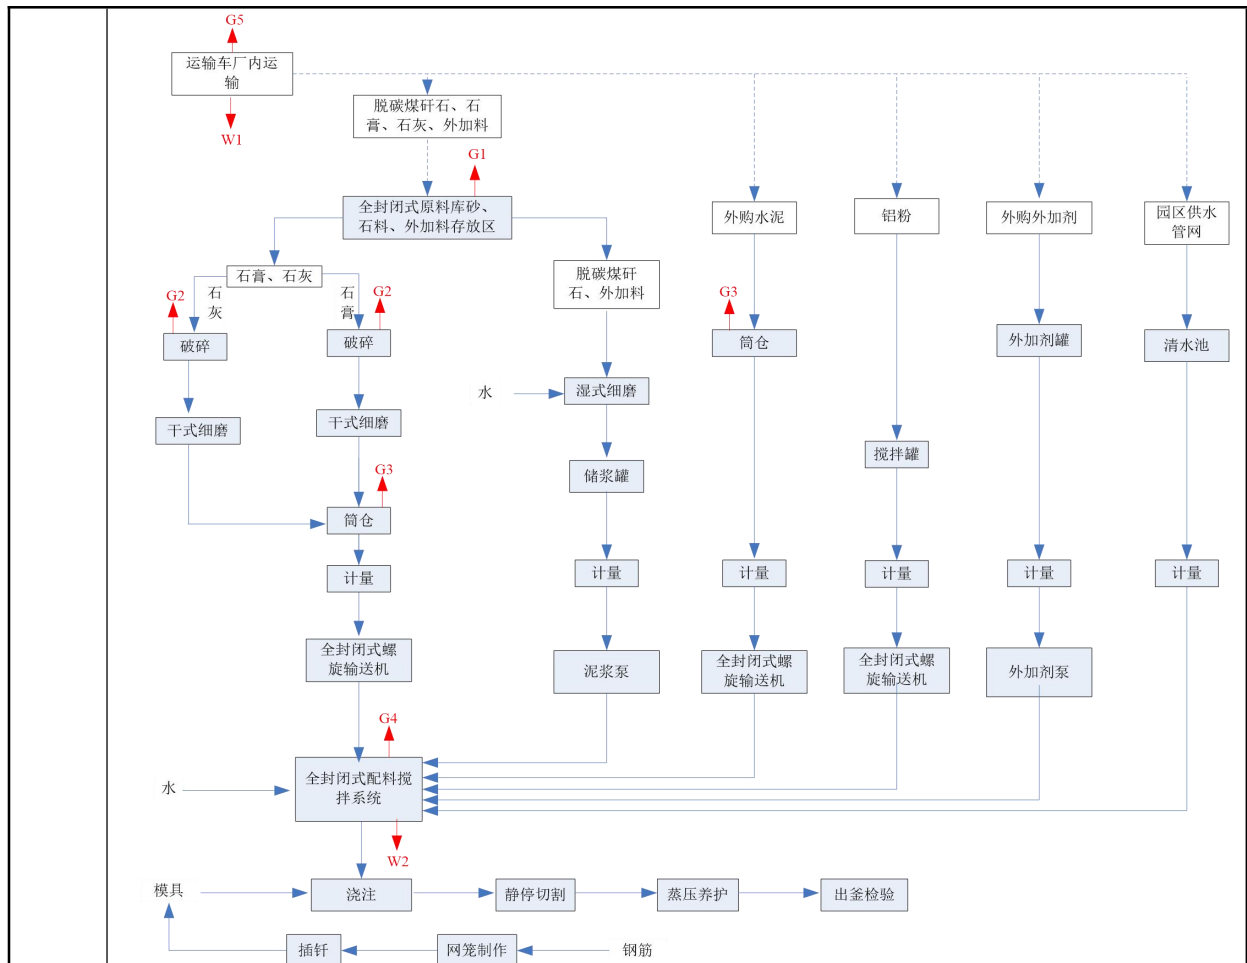 G5
运输车厂内运
输
W1
脱碳煤矸石、石
膏、石灰、外加料
G1
全封闭式原料库砂、
石料、外加料存放区
外购水泥
铝粉
外购外加剂
园区供水
管网
石膏、石灰
脱碳煤矸
石、外加料
G2
石
灰
石
膏
G2
G3
破碎
破碎
筒仓
外加剂罐
清水池
水
湿式细磨
干式细磨
干式细磨
搅拌罐
G3
储浆罐
筒仓
计量
计量
计量
计量
计量
计量
全封闭式螺
旋输送机
泥浆泵
全封闭式螺
旋输送机
全封闭式螺
旋输送机
外加剂泵
G4
水
全封闭式配料搅
拌系统
W2
模具
浇注
静停切割
蒸压养护
出釜检验
插钎
网笼制作
钢筋